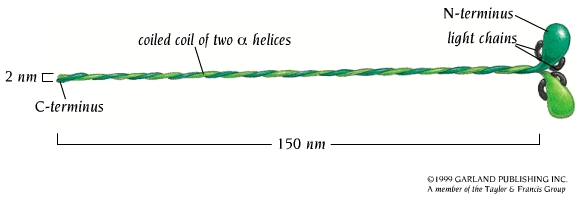 N-terminus
coiled coil of two α helices
light chains
2 nm
C-terminus
150 nm
©1999 GARLAND PUBLISHING INC.
A member of the Taylor & Francis Group